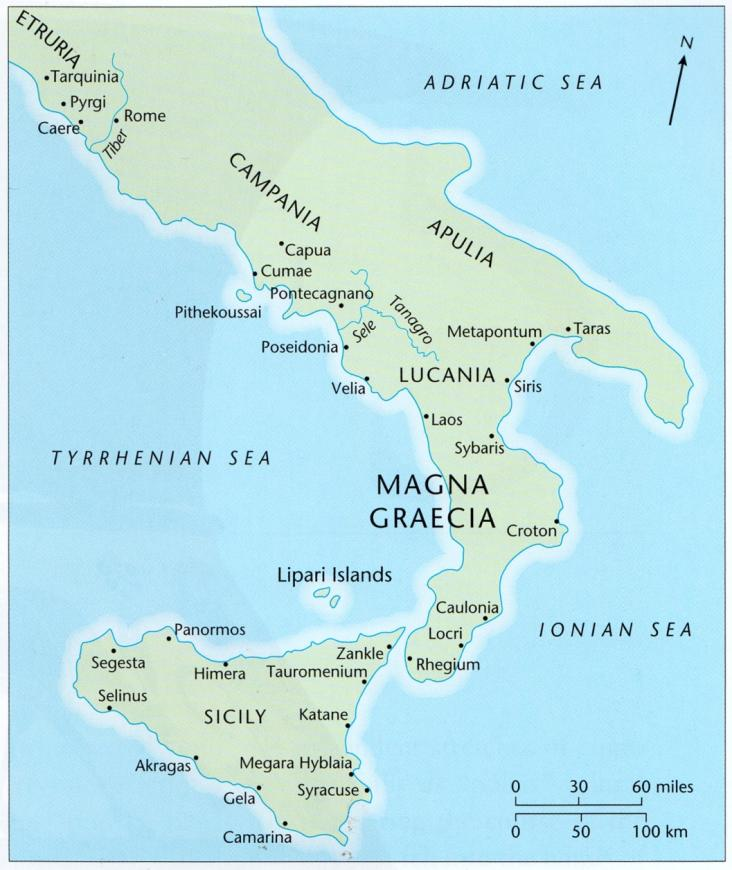 ETRURIA
Tarquinia
Pyrgi
Caere
Rome
Tiber
ADRIATIC SEA
N
CAMPANIA
APULIA
Capua
Cumae
Pontecagnano
Pithekoussai
Sele
Tanagro
Poseidonia
Metapontum
Taras
Velia
LUCANIA
Siris
Laos
Sybaris
TYRRHENIAN SEA
MAGNA
GRAECIA
Croton
Lipari Islands
Caulonia
IONIAN SEA
Locri
Panormos
Zankle
Rhegium
Segesta
Himera
Tauromenium
Selinus
SICILY
Katane
Akragas
Megara Hyblaia
Gela
Syracuse
Camarina
0 30 60 miles
0 50 100 km